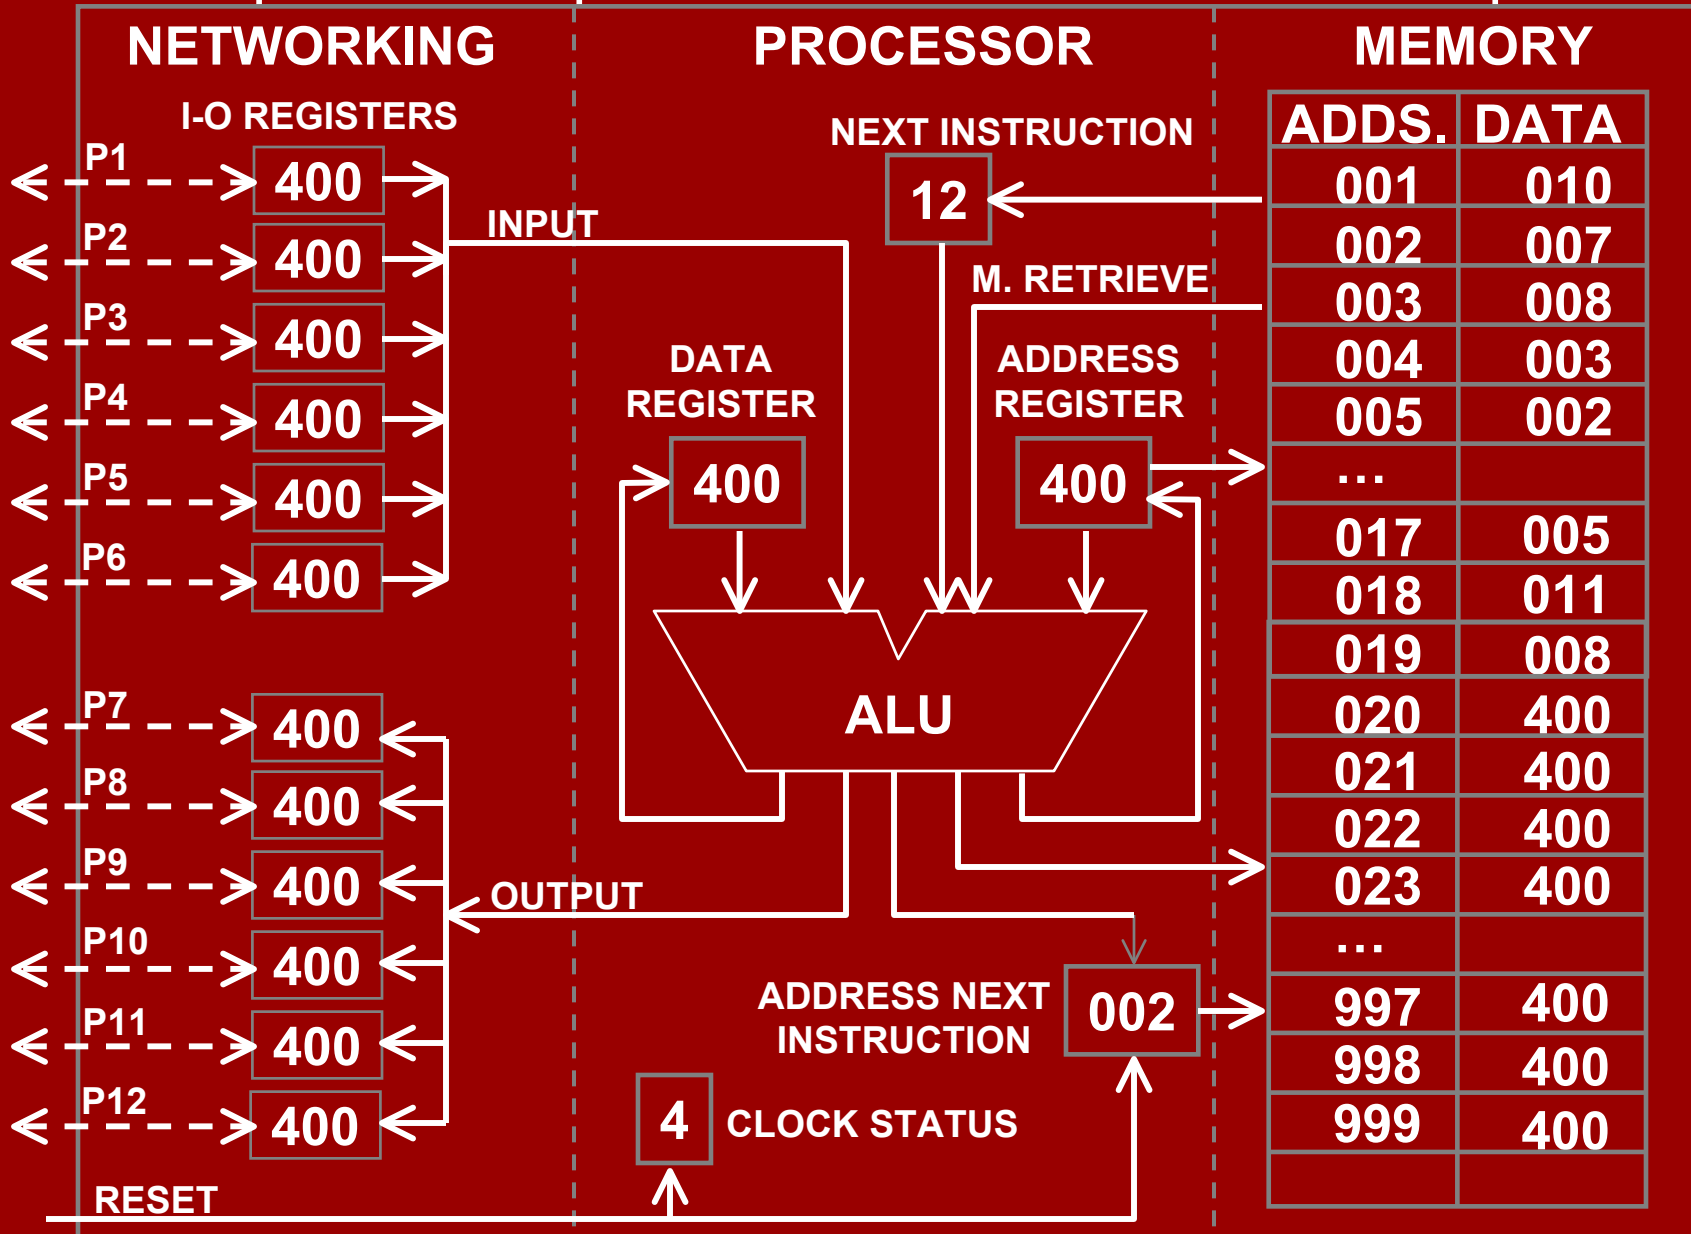 NETWORKING
I-O REGISTERS
P1 400
P2 400
P3 400
P4 400
P5 400
P6 400
P7 400
P8 400
P9 400
P10 400
P11 400
P12 400
RESET
INPUT
OUTPUT
PROCESSOR
NEXT INSTRUCTION
12
M. RETRIEVE
DATA
REGISTER
400
ADDRESS
REGISTER
400
ALU
ADDRESS NEXT
INSTRUCTION
002
4 CLOCK STATUS
MEMORY
ADDS. DATA
001 010
002 007
003 008
004 003
005 002
...
017 005
018 011
019 008
020 400
021 400
022 400
023 400
...
997 400
998 400
999 400